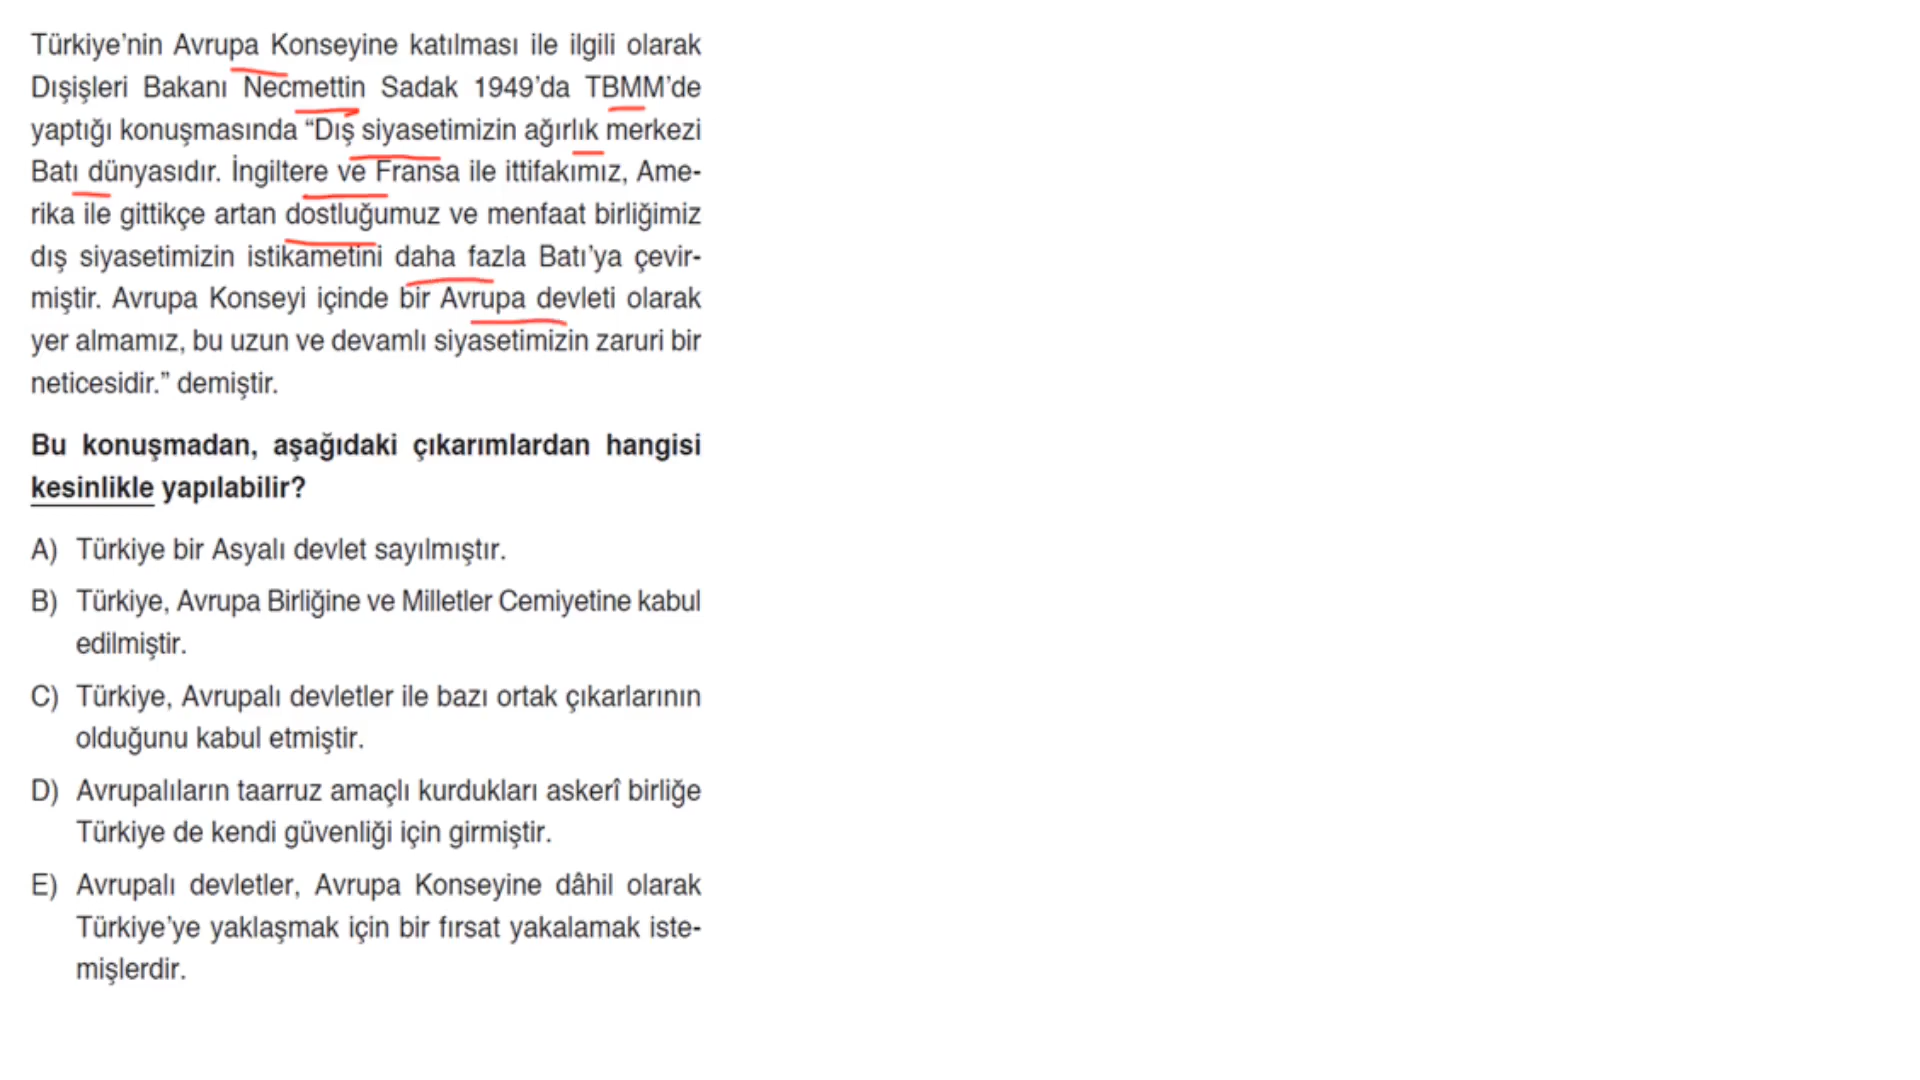 Türkiye’nin Avrupa Konseyine katılması ile ilgili olarak
Dışişleri Bakanı Necmettin Sadak 1949’da TBMM’de
yaptığı konuşmasında “Dış siyasetimizin ağırlık merkezi
Batı dünyasıdır. İngiltere ve Fransa ile ittifakımız, Ame-
rika ile gittikçe artan dostluğumuz ve menfaat birliğimiz
dış siyasetimizin istikametini daha fazla Batı’ya çevir-
miştir. Avrupa Konseyi içinde bir Avrupa devleti olarak
yer almamız, bu uzun ve devamlı siyasetimizin zaruri bir
neticesidir.” demiştir.
Bu konuşmadan, aşağıdaki çıkarımlardan hangisi
kesinlikle yapılabilir?
A) Türkiye bir Asyalı devlet sayılmıştır.
B) Türkiye, Avrupa Birliğine ve Milletler Cemiyetine kabul
edilmiştir.
C) Türkiye, Avrupalı devletler ile bazı ortak çıkarlarının
olduğunu kabul etmiştir.
D) Avrupalıların taarruz amaçlı kurdukları askerî birliğe
Türkiye de kendi güvenliği için girmiştir.
E) Avrupalı devletler, Avrupa Konseyine dâhil olarak
Türkiye’ye yaklaşmak için bir fırsat yakalamak iste-
mişlerdir.